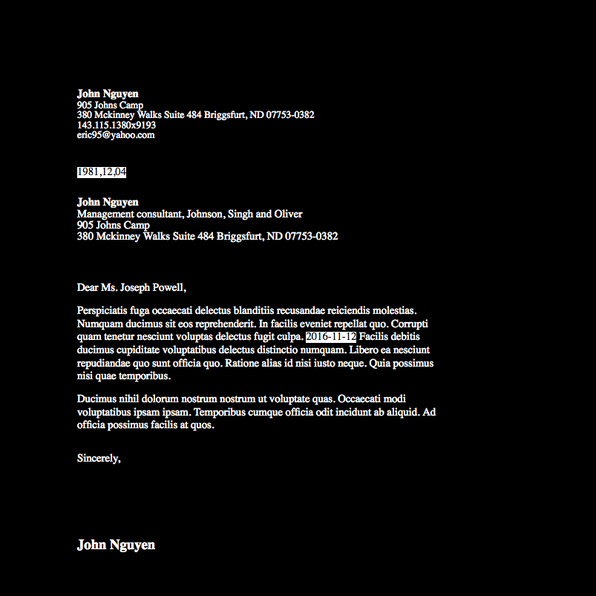 John Nguyen
905 Johns Camp
380 Mckinney Walks Suite 484 Briggsfurt, ND 07753-0382
143.115.1380x9193
eric95@yahoo.com
1981,12,04
John Nguyen
Management consultant, Johnson, Singh and Oliver
905 Johns Camp
380 Mckinney Walks Suite 484 Briggsfurt, ND 07753-0382
Dear Ms. Joseph Powell,
Perspiciatis fuga occaecati delectus blanditiis recusandae reiciendis molestias.
Numquam ducimus sit eos reprehenderit. In facilis eveniet repellat quo. Corrupti
quam tenetur nesciunt voluptas delectus fugit culpa. 2016-11-12 Facilis debitis
ducimus cupiditate voluptatibus delectus distinctio numquam. Libero ea nesciunt
repudiandae quo sunt officia quo. Ratione alias id nisi iusto neque. Quia possimus
nisi quae temporibus.
Ducimus nihil dolorum nostrum nostrum ut voluptate quas. Occaecati modi
voluptatibus ipsam ipsam. Temporibus cumque officia odit incidunt ab aliquid. Ad
officia possimus facilis at quos.
Sincerely,
John Nguyen